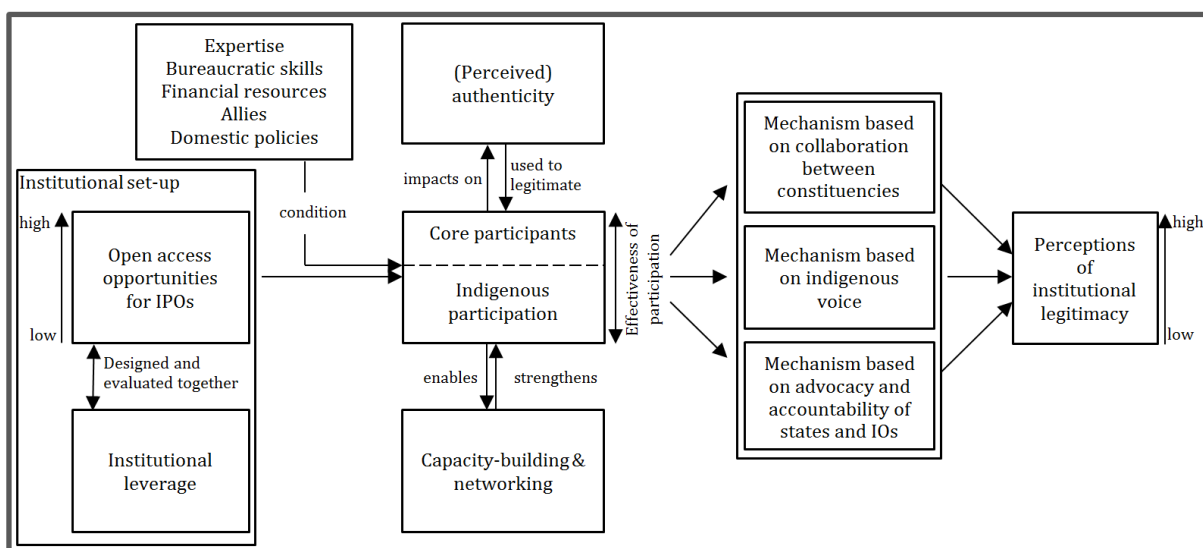 Expertise
Bureaucratic skills
Financial resources
Allies
Domestic policies
(Perceived)
authenticity
Institutional set-up
high
low
Open access
opportunities
for IPOs
Designed and
evaluated together
Institutional
leverage
condition
impacts on
used to
legitimate
Core participants
Indigenous
participation
Effectiveness of
participation
enables
strengthens
Capacity-building &
networking
Mechanism based
on collaboration
between
constituencies
Mechanism based
on indigenous
voice
Mechanism based
on advocacy and
accountability of
states and IOs
Perceptions
of
institutional
legitimacy
high
low